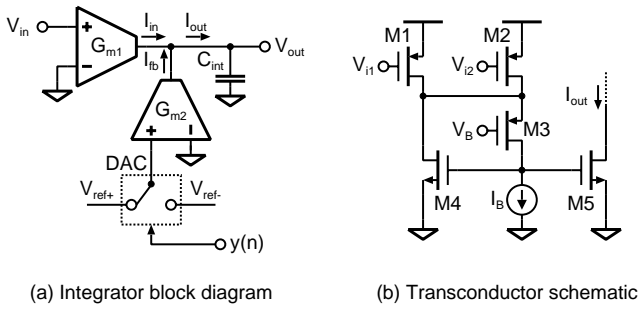 V_in
+
−
G_m1
I_in
I_out
V_out
I_fb
C_int
G_m2
+
−
DAC
V_ref+
V_ref-
y(n)
M1
M2
V_i1
V_i2
I_out
V_B
M3
M4
I_B
M5
(a) Integrator block diagram
(b) Transconductor schematic